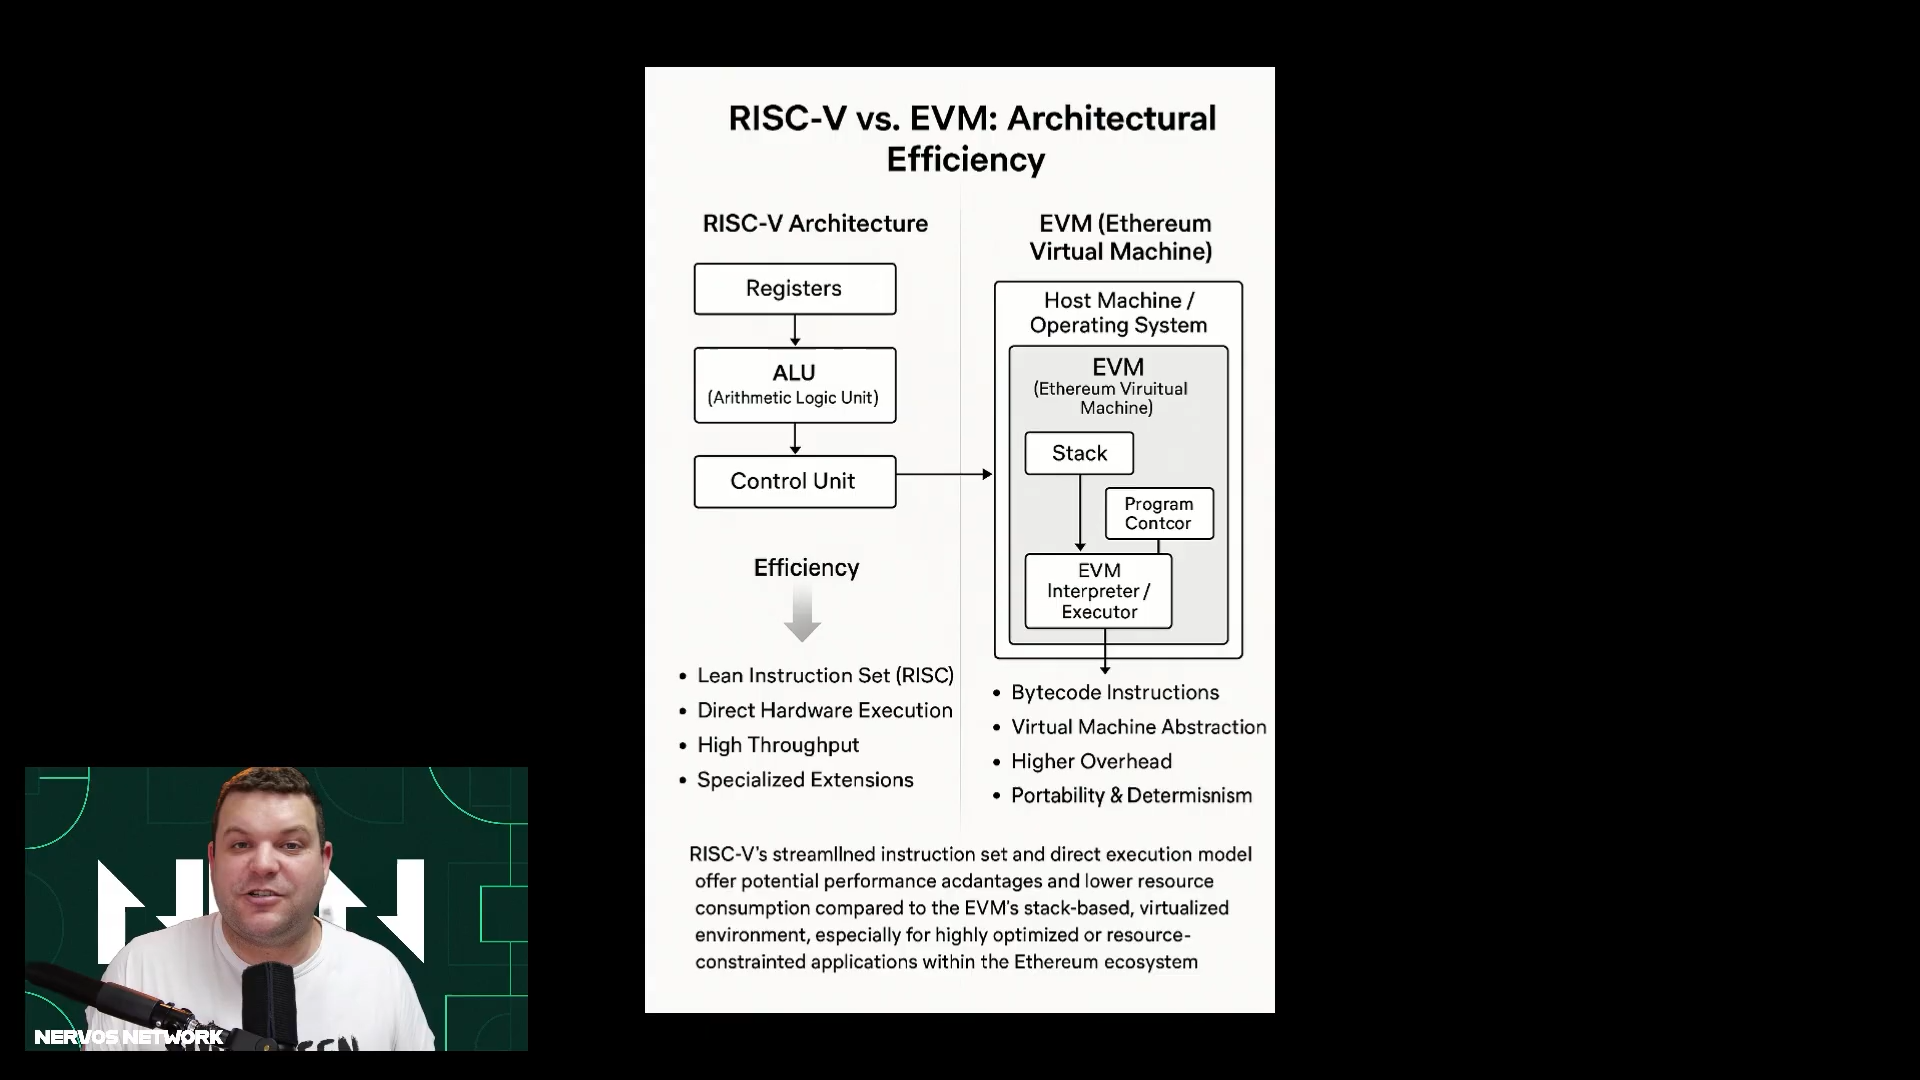 RISC-V vs. EVM: Architectural
Efficiency
RISC-V Architecture
Registers
ALU
(Arithmetic Logic Unit)
Control Unit
Efficiency
• Lean Instruction Set (RISC)
• Direct Hardware Execution
• High Throughput
• Specialized Extensions
EVM (Ethereum
Virtual Machine)
Host Machine /
Operating System
EVM
(Ethereum Viruitual
Machine)
Stack
Program
Contcor
EVM
Interpreter /
Executor
• Bytecode Instructions
• Virtual Machine Abstraction
• Higher Overhead
• Portability & Determisnism
RISC-V's streamlIned instruction set and direct execution model
offer potential performance acdantages and lower resource
consumption compared to the EVM's stack-based, virtualized
environment, especially for highly optimized or resource-
constrainted applications within the Ethereum ecosystem
NERVOS NETWORK